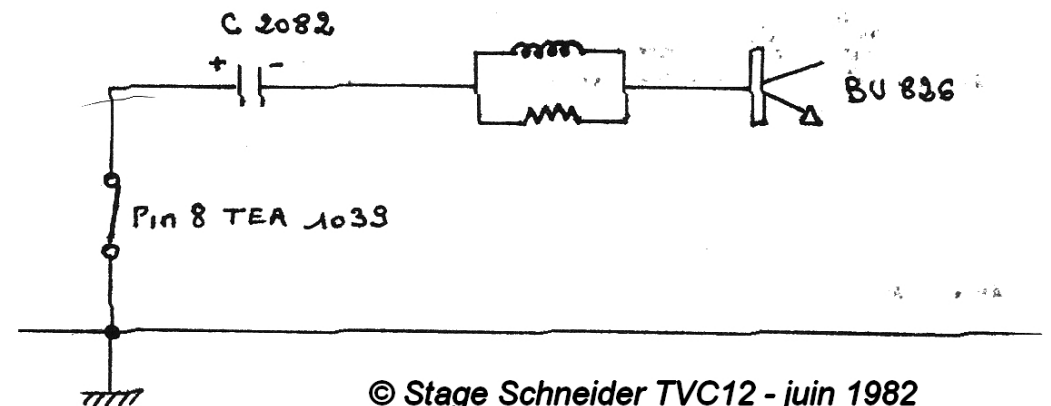 C 2082
+ -
BU 826
Pin 8 TEA 1039
© Stage Schneider TVC12 - juin 1982